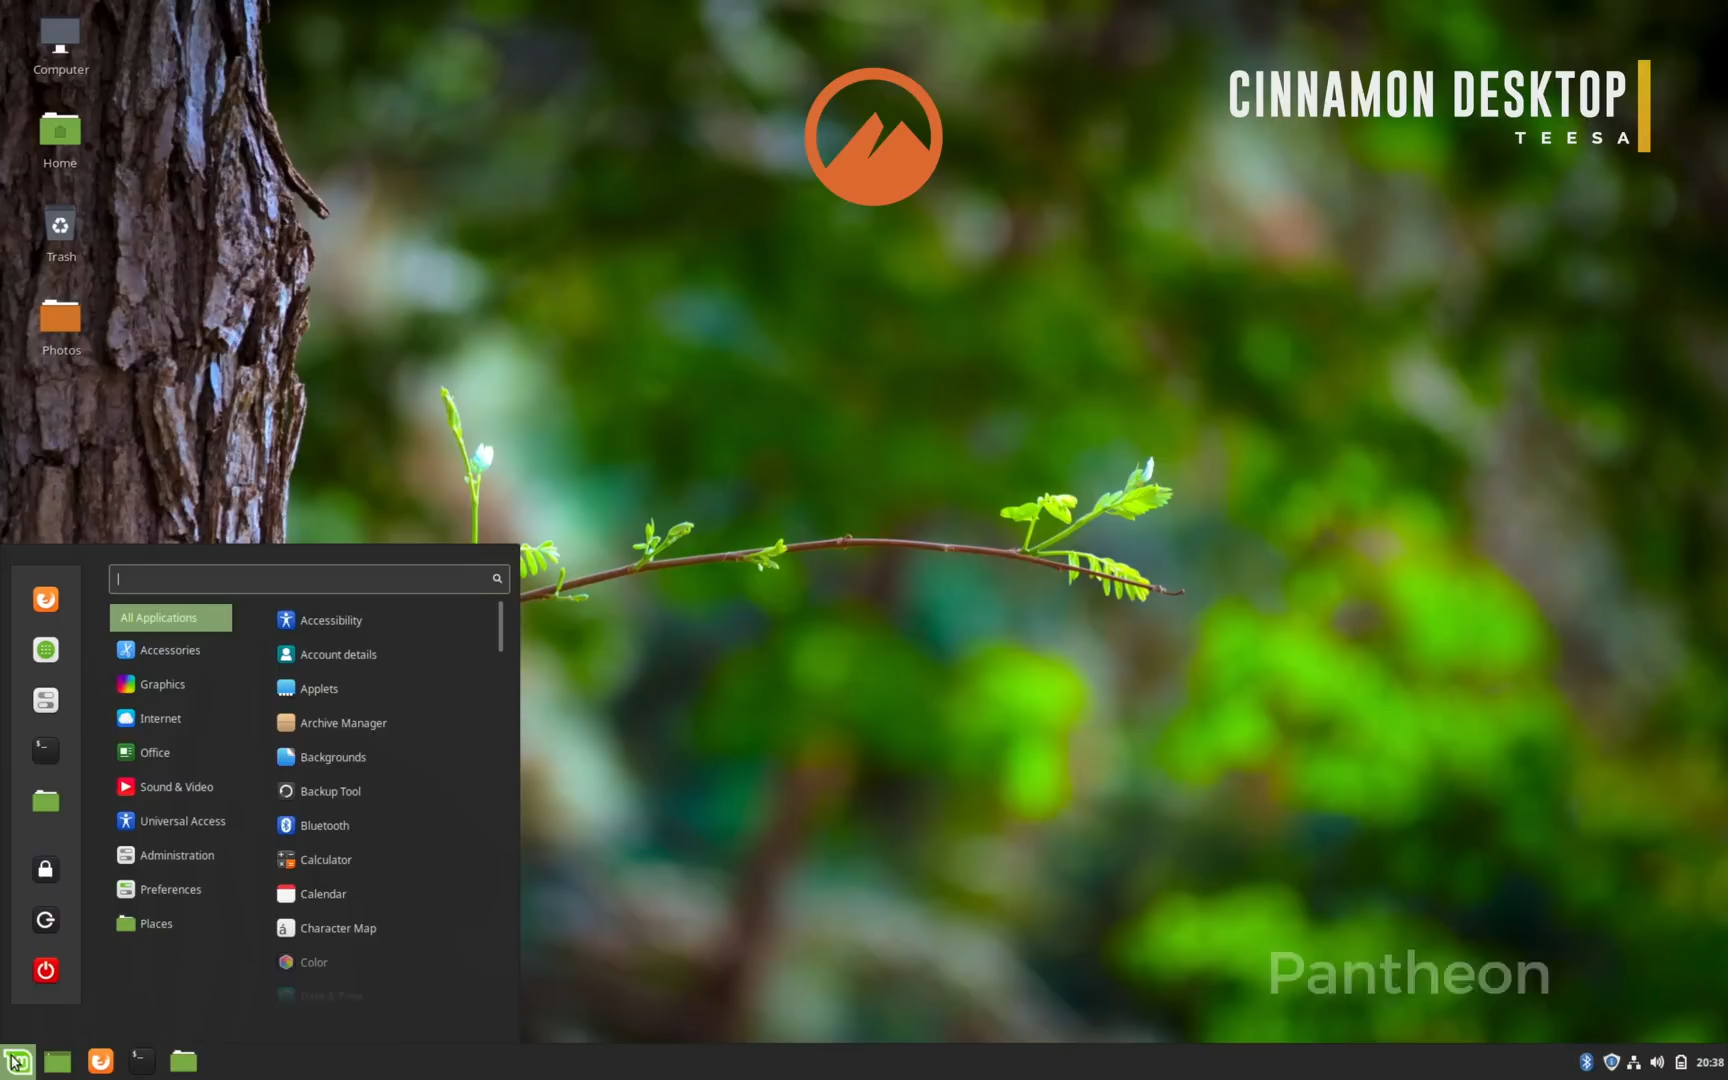 Computer
Home
Trash
Photos
CINNAMON DESKTOP
TEESA
All Applications
Accessories
Graphics
Internet
Office
Sound & Video
Universal Access
Administration
Preferences
Places
Accessibility
Account details
Applets
Archive Manager
Backgrounds
Backup Tool
Bluetooth
Calculator
Calendar
Character Map
Color
Date & Time
Pantheon
20:38